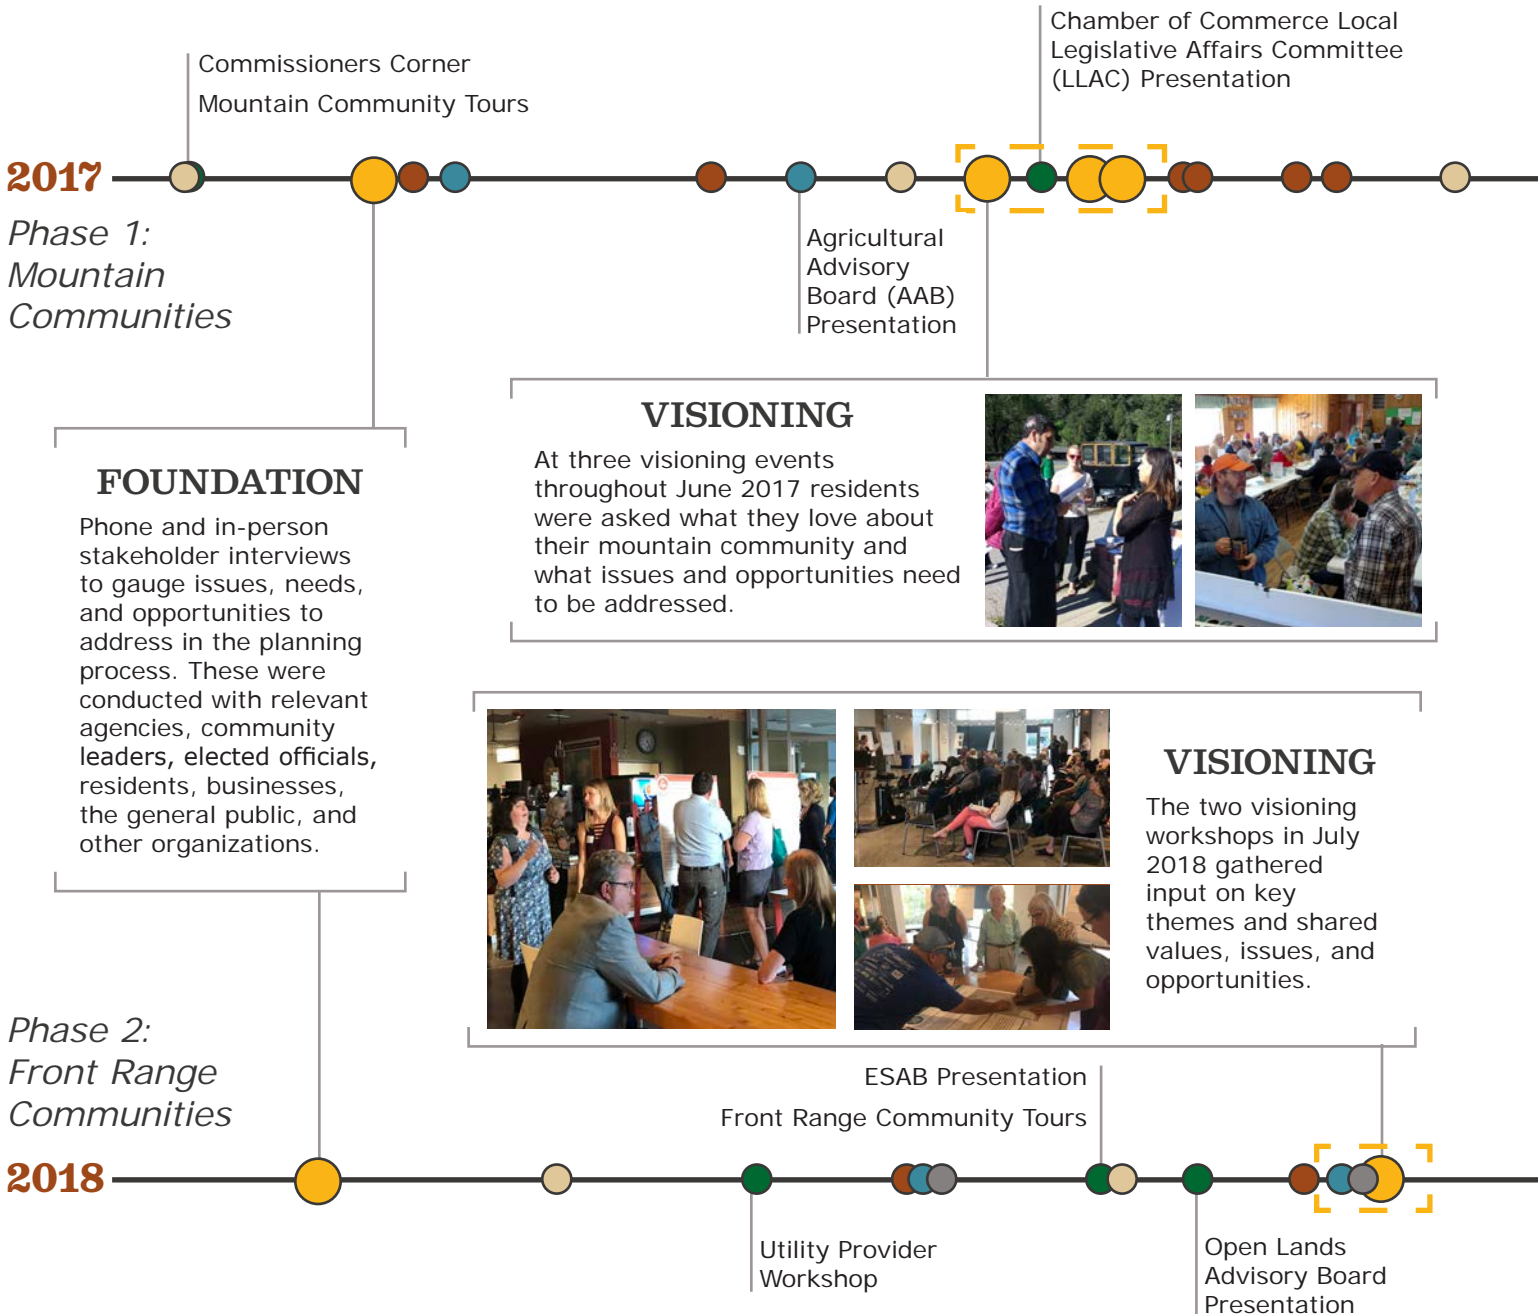 Chamber of Commerce Local
Legislative Affairs Committee
(LLAC) Presentation
Commissioners Corner
Mountain Community Tours
2017
Phase 1:
Mountain
Communities
Agricultural
Advisory
Board (AAB)
Presentation
FOUNDATION
Phone and in-person
stakeholder interviews
to gauge issues, needs,
and opportunities to
address in the planning
process. These were
conducted with relevant
agencies, community
leaders, elected officials,
residents, businesses,
the general public, and
other organizations.
VISIONING
At three visioning events
throughout June 2017 residents
were asked what they love about
their mountain community and
what issues and opportunities need
to be addressed.
VISIONING
The two visioning
workshops in July
2018 gathered
input on key
themes and shared
values, issues, and
opportunities.
Phase 2:
Front Range
Communities
ESAB Presentation
Front Range Community Tours
2018
Utility Provider
Workshop
Open Lands
Advisory Board
Presentation